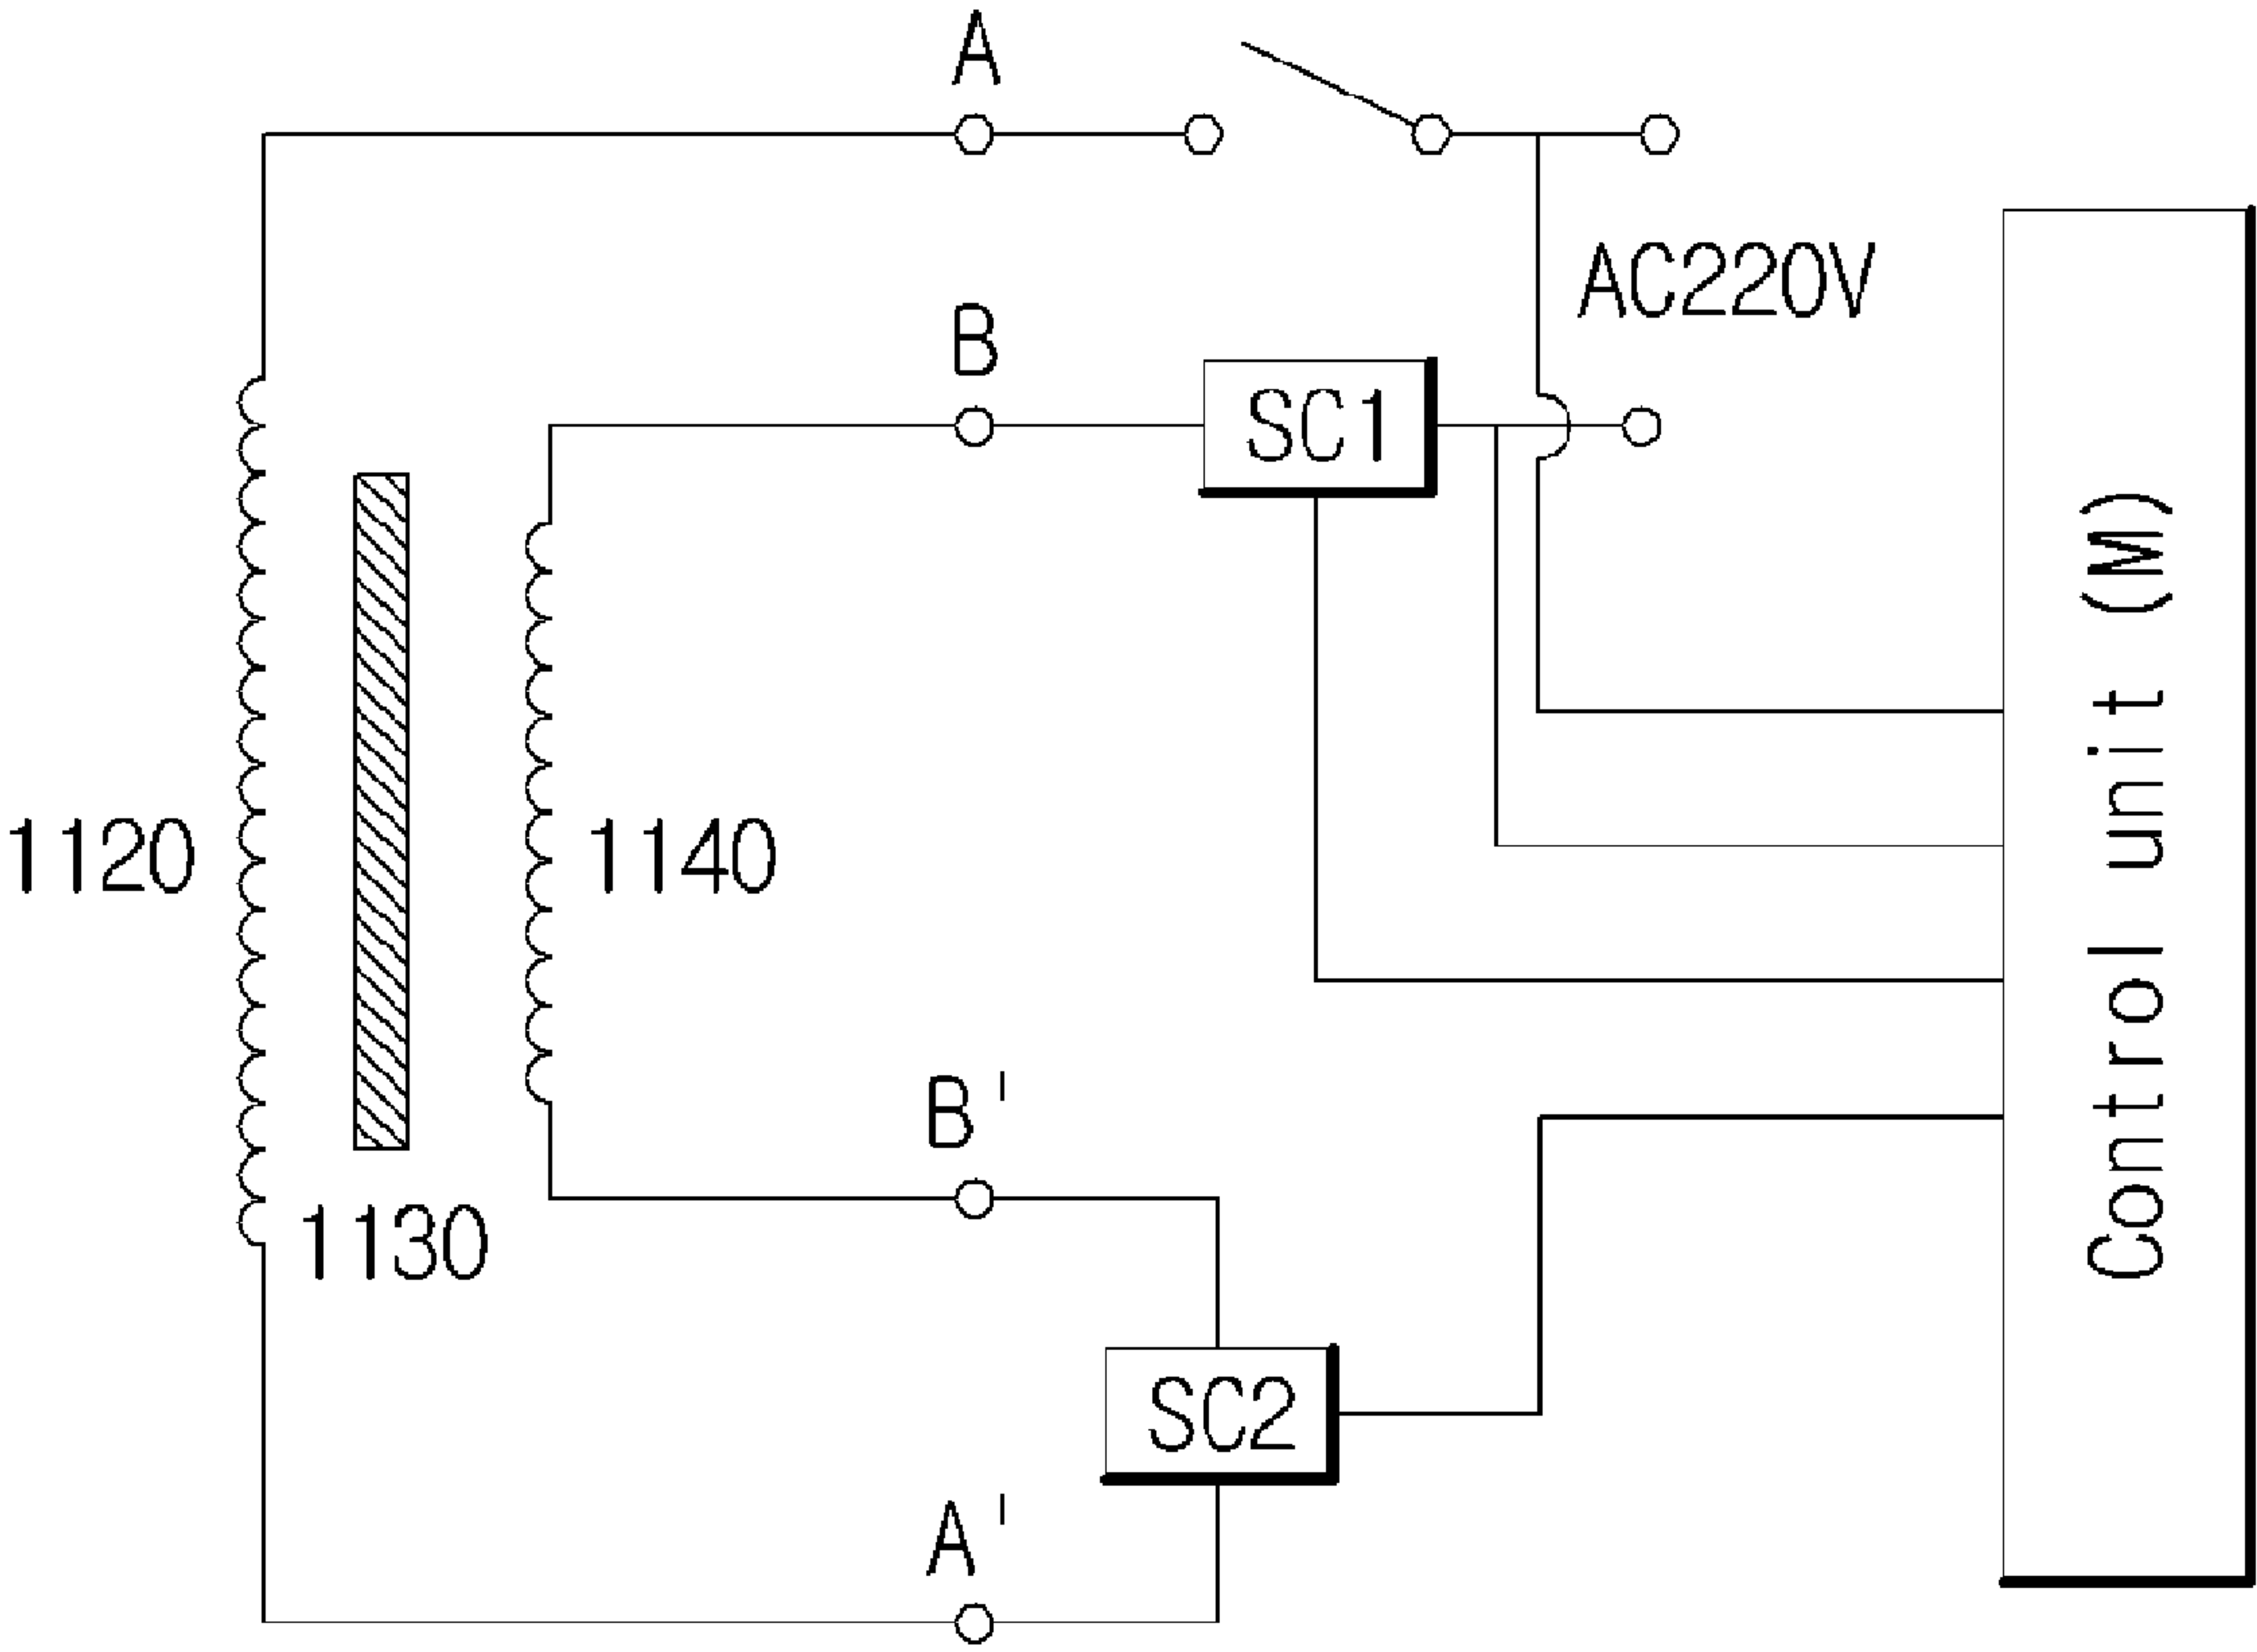 A
AC220V
B
SC1
Control unit (M)
1120
1140
B'
1130
SC2
A'